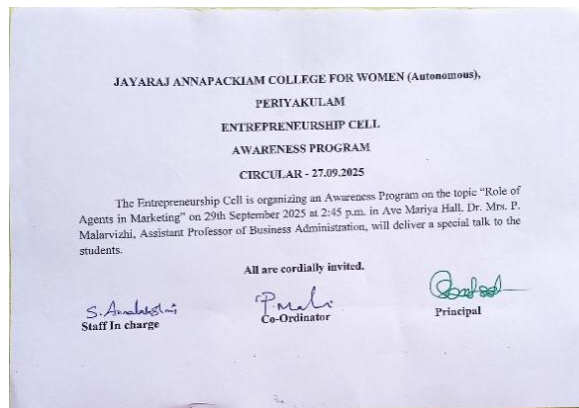 JAYARAJ ANNAPACKIAM COLLEGE FOR WOMEN (Autonomous),
PERIYAKULAM
ENTREPRENEURSHIP CELL
AWARENESS PROGRAM
CIRCULAR - 27.09.2025
The Entrepreneurship Cell is organizing an Awareness Program on the topic “Role of
Agents in Marketing” on 29th September 2025 at 2:45 p.m. in Ave Mariya Hall. Dr. Mrs. P.
Malarvizhi, Assistant Professor of Business Administration, will deliver a special talk to the
students.
All are cordially invited.
Staff In charge
Co-Ordinator
Principal